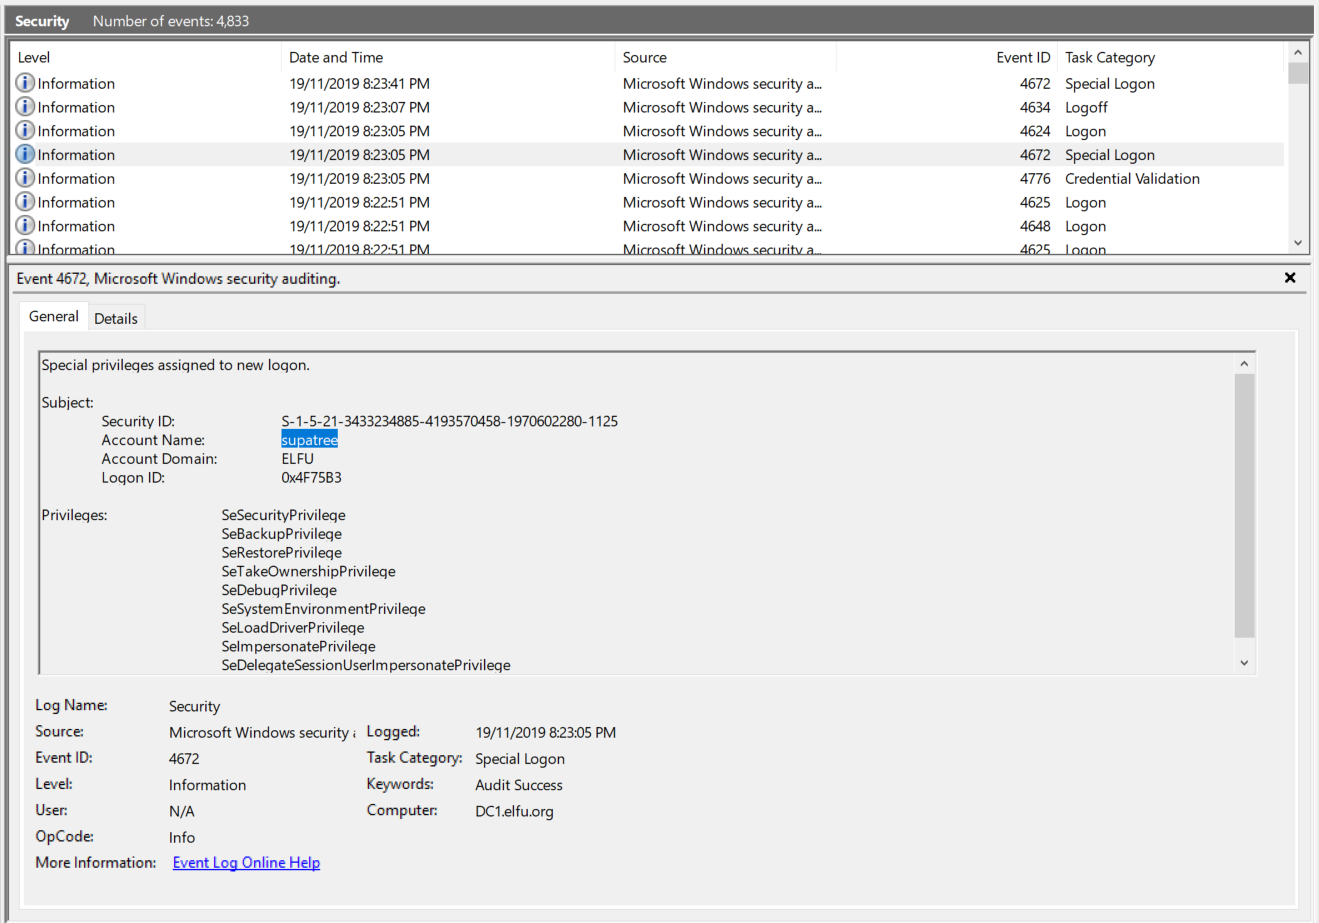 Security Number of events: 4,833
Level Date and Time Source Event ID Task Category
Information 19/11/2019 8:23:41 PM Microsoft Windows security a... 4672 Special Logon
Information 19/11/2019 8:23:07 PM Microsoft Windows security a... 4634 Logoff
Information 19/11/2019 8:23:05 PM Microsoft Windows security a... 4624 Logon
Information 19/11/2019 8:23:05 PM Microsoft Windows security a... 4672 Special Logon
Information 19/11/2019 8:23:05 PM Microsoft Windows security a... 4776 Credential Validation
Information 19/11/2019 8:22:51 PM Microsoft Windows security a... 4625 Logon
Information 19/11/2019 8:22:51 PM Microsoft Windows security a... 4648 Logon
Information 19/11/2019 8:22:51 PM Microsoft Windows security a... 4625 Logon
Event 4672, Microsoft Windows security auditing.
General Details
Special privileges assigned to new logon.
Subject:
Security ID: S-1-5-21-3433234885-4193570458-1970602280-1125
Account Name: supatree
Account Domain: ELFU
Logon ID: 0x4F75B3
Privileges: SeSecurityPrivilege
SeBackupPrivilege
SeRestorePrivilege
SeTakeOwnershipPrivilege
SeDebugPrivilege
SeSystemEnvironmentPrivilege
SeLoadDriverPrivilege
SeImpersonatePrivilege
SeDelegateSessionUserImpersonatePrivilege
Log Name: Security
Source: Microsoft Windows security a Logged: 19/11/2019 8:23:05 PM
Event ID: 4672 Task Category: Special Logon
Level: Information Keywords: Audit Success
User: N/A Computer: DC1.elfu.org
OpCode: Info
More Information: Event Log Online Help